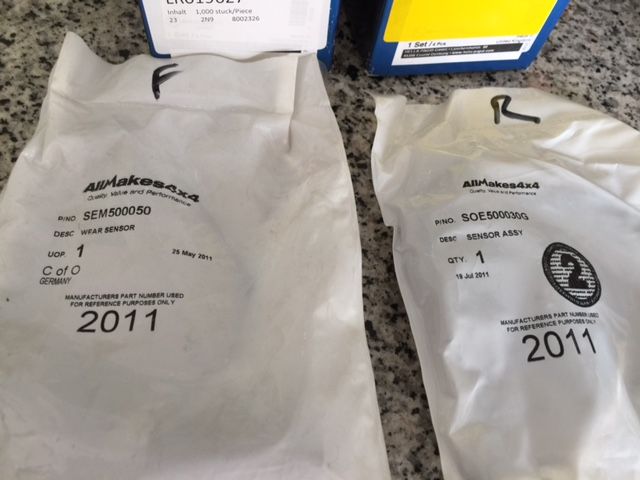 Inhalt 1,000 stuck/Piece
23 2N9 8002326
1 Set / 4 Pcs
F
R
AllMakes4x4
Quality, Value and Performance
P/NO. SEM500050
DESC WEAR SENSOR
UOP. 1
25 May 2011
C of O
GERMANY
MANUFACTURERS PART NUMBER USED
FOR REFERENCE PURPOSES ONLY
2011
AllMakes4x4
Quality, Value and Performance
P/NO. SOE500030G
DESC SENSOR ASSY
QTY. 1
19 Jul 2011
2
MANUFACTURERS PART NUMBER USED
FOR REFERENCE PURPOSES ONLY
2011